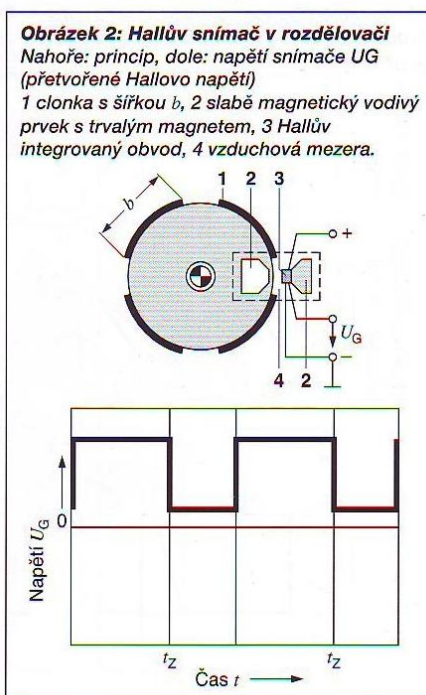 Obrázek 2: Hallův snímač v rozdělovači
Nahoře: princip, dole: napětí snímače UG
(přetvořené Hallovo napětí)
1 clonka s šířkou b, 2 slabě magnetický vodivý
prvek s trvalým magnetem, 3 Hallův
integrovaný obvod, 4 vzduchová mezera.
1 2 3
b
+
UG
−
4 2
Napětí UG
0
tZ tZ
Čas t